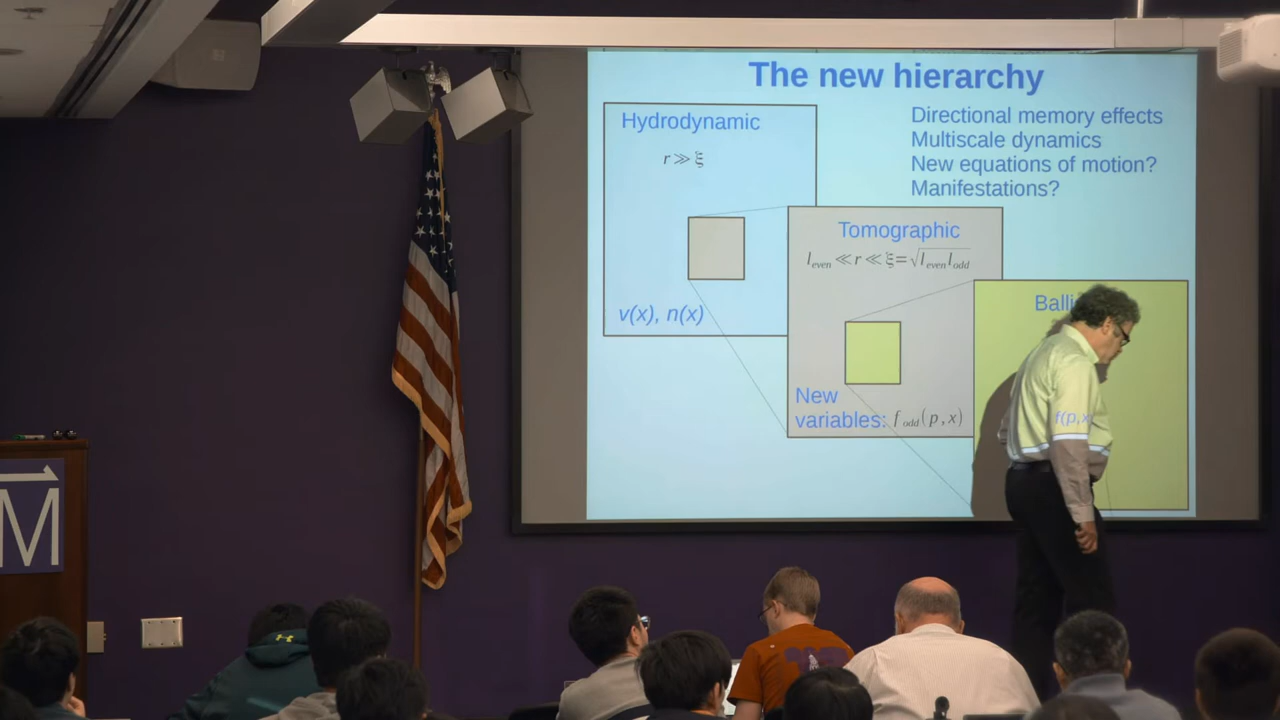 The new hierarchy
Hydrodynamic
r ≫ ξ
v(x), n(x)
Directional memory effects
Multiscale dynamics
New equations of motion?
Manifestations?
Tomographic
l_even ≪ r ≪ ξ = √l_even l_odd
New
variables: f_odd(p,x)
Balli
f(p,x
M